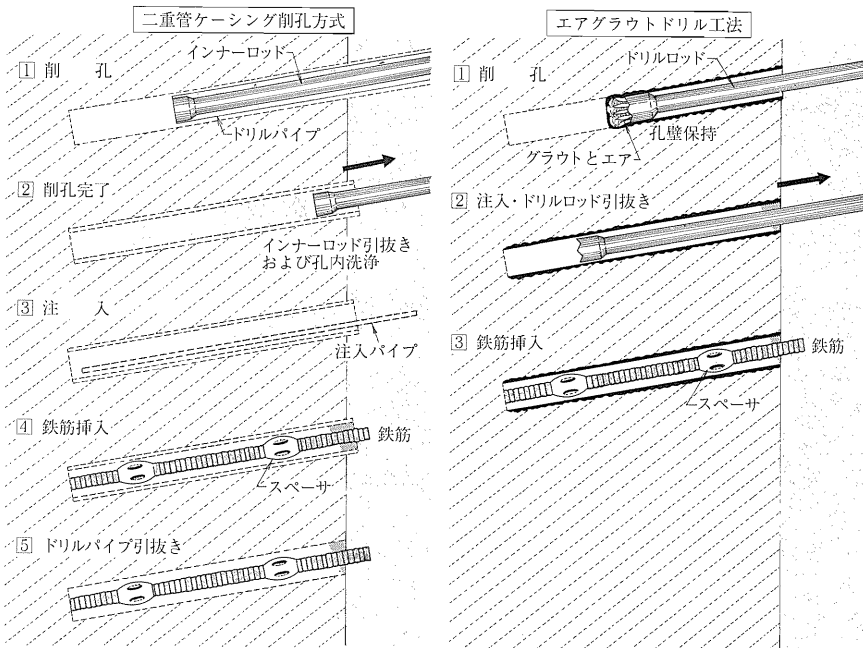 二重管ケーシング削孔方式
1 削　孔
インナーロッド
ドリルパイプ
2 削孔完了
インナーロッド引抜き
および孔内洗浄
3 注　入
注入パイプ
4 鉄筋挿入
鉄筋
スペーサ
5 ドリルパイプ引抜き
エアグラウトドリル工法
1 削　孔
ドリルロッド
孔壁保持
グラウトとエア
2 注入・ドリルロッド引抜き
3 鉄筋挿入
鉄筋
スペーサ